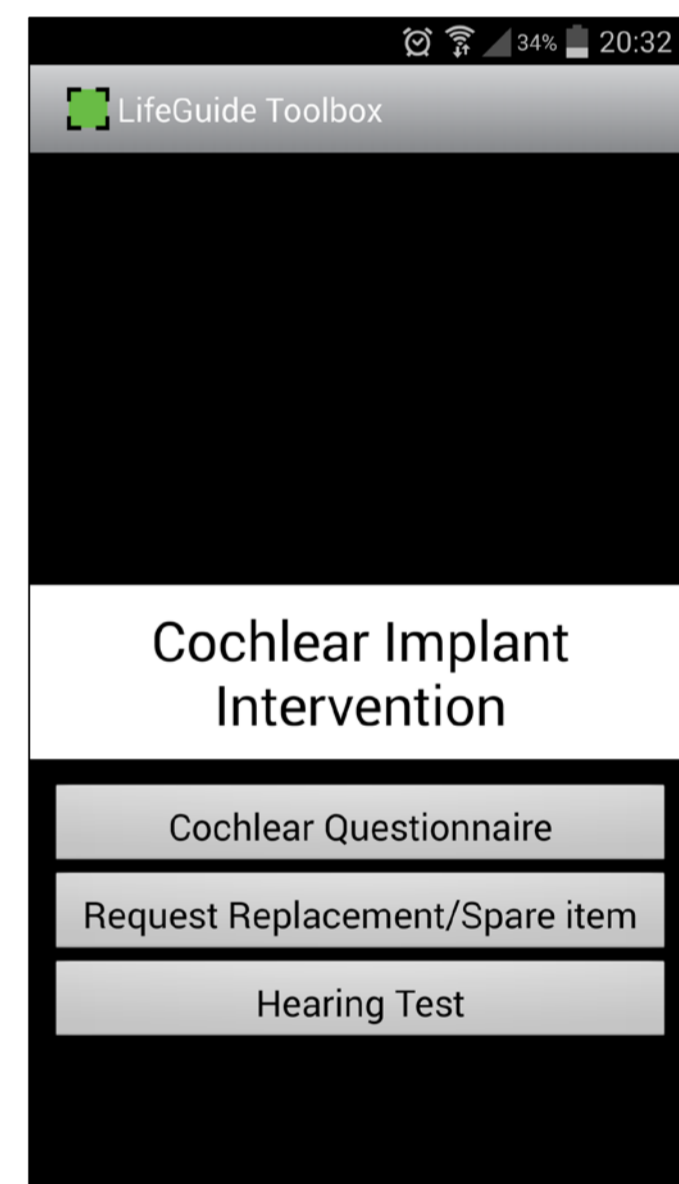 34% 20:32
LifeGuide Toolbox
Cochlear Implant
Intervention
Cochlear Questionnaire
Request Replacement/Spare item
Hearing Test